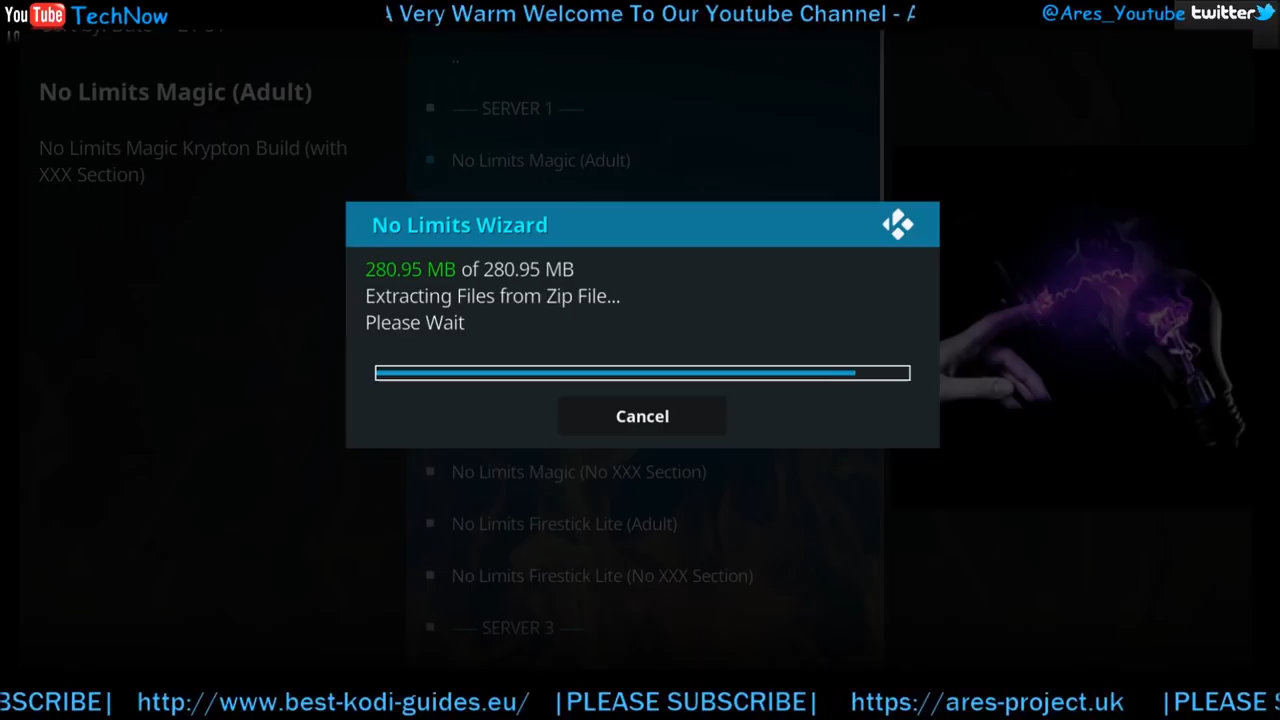 YouTube TechNow
A Very Warm Welcome To Our Youtube Channel -
@Ares_Youtube twitter
No Limits Magic (Adult)
No Limits Magic Krypton Build (with
XXX Section)
..
— SERVER 1 —
No Limits Magic (Adult)
No Limits Wizard
280.95 MB of 280.95 MB
Extracting Files from Zip File...
Please Wait
Cancel
No Limits Magic (No XXX Section)
No Limits Firestick Lite (Adult)
No Limits Firestick Lite (No XXX Section)
— SERVER 3 —
BSCRIBE| http://www.best-kodi-guides.eu/ |PLEASE SUBSCRIBE| https://ares-project.uk |PLEASE